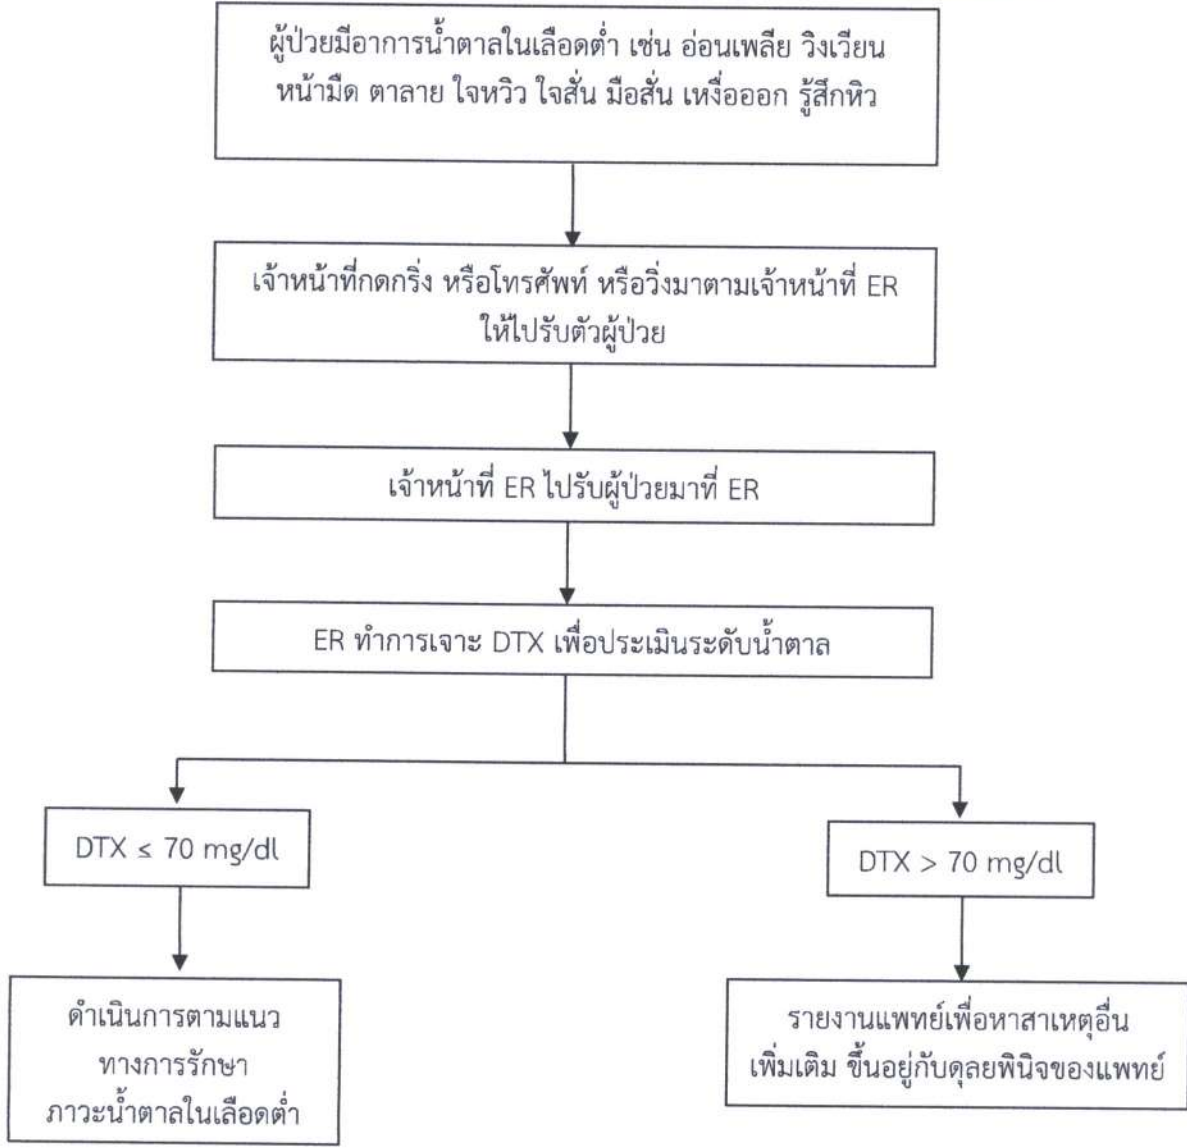 ผู้ป่วยมีอาการน้ำตาลในเลือดต่ำ เช่น อ่อนเพลีย วิงเวียน
หน้ามืด ตาลาย ใจหวิว ใจสั่น มือสั่น เหงื่อออก รู้สึกหิว
เจ้าหน้าที่กดกริ่ง หรือโทรศัพท์ หรือวิ่งมาตามเจ้าหน้าที่ ER
ให้ไปรับตัวผู้ป่วย
เจ้าหน้าที่ ER ไปรับผู้ป่วยมาที่ ER
ER ทำการเจาะ DTX เพื่อประเมินระดับน้ำตาล
DTX ≤ 70 mg/dl
DTX > 70 mg/dl
ดำเนินการตามแนว
ทางการรักษา
ภาวะน้ำตาลในเลือดต่ำ
รายงานแพทย์เพื่อหาสาเหตุอื่น
เพิ่มเติม ขึ้นอยู่กับดุลยพินิจของแพทย์